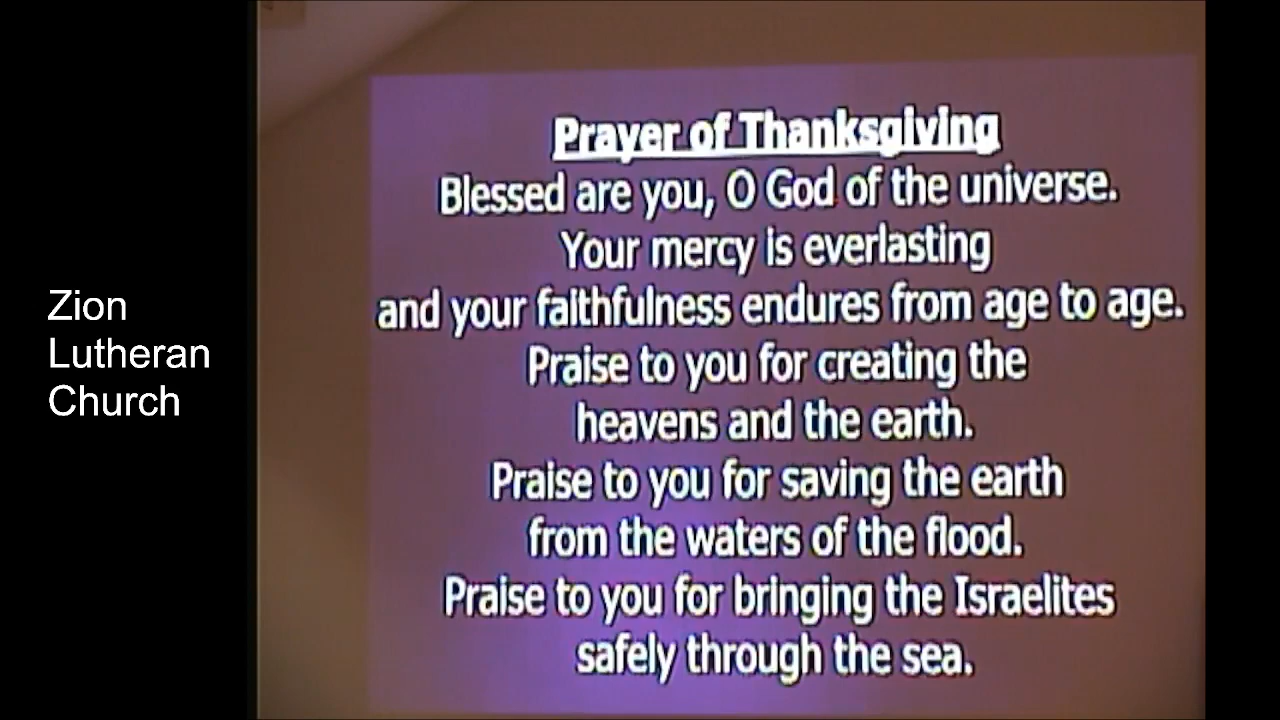 Zion
Lutheran
Church
Prayer of Thanksgiving
Blessed are you, O God of the universe.
Your mercy is everlasting
and your faithfulness endures from age to age.
Praise to you for creating the
heavens and the earth.
Praise to you for saving the earth
from the waters of the flood.
Praise to you for bringing the Israelites
safely through the sea.